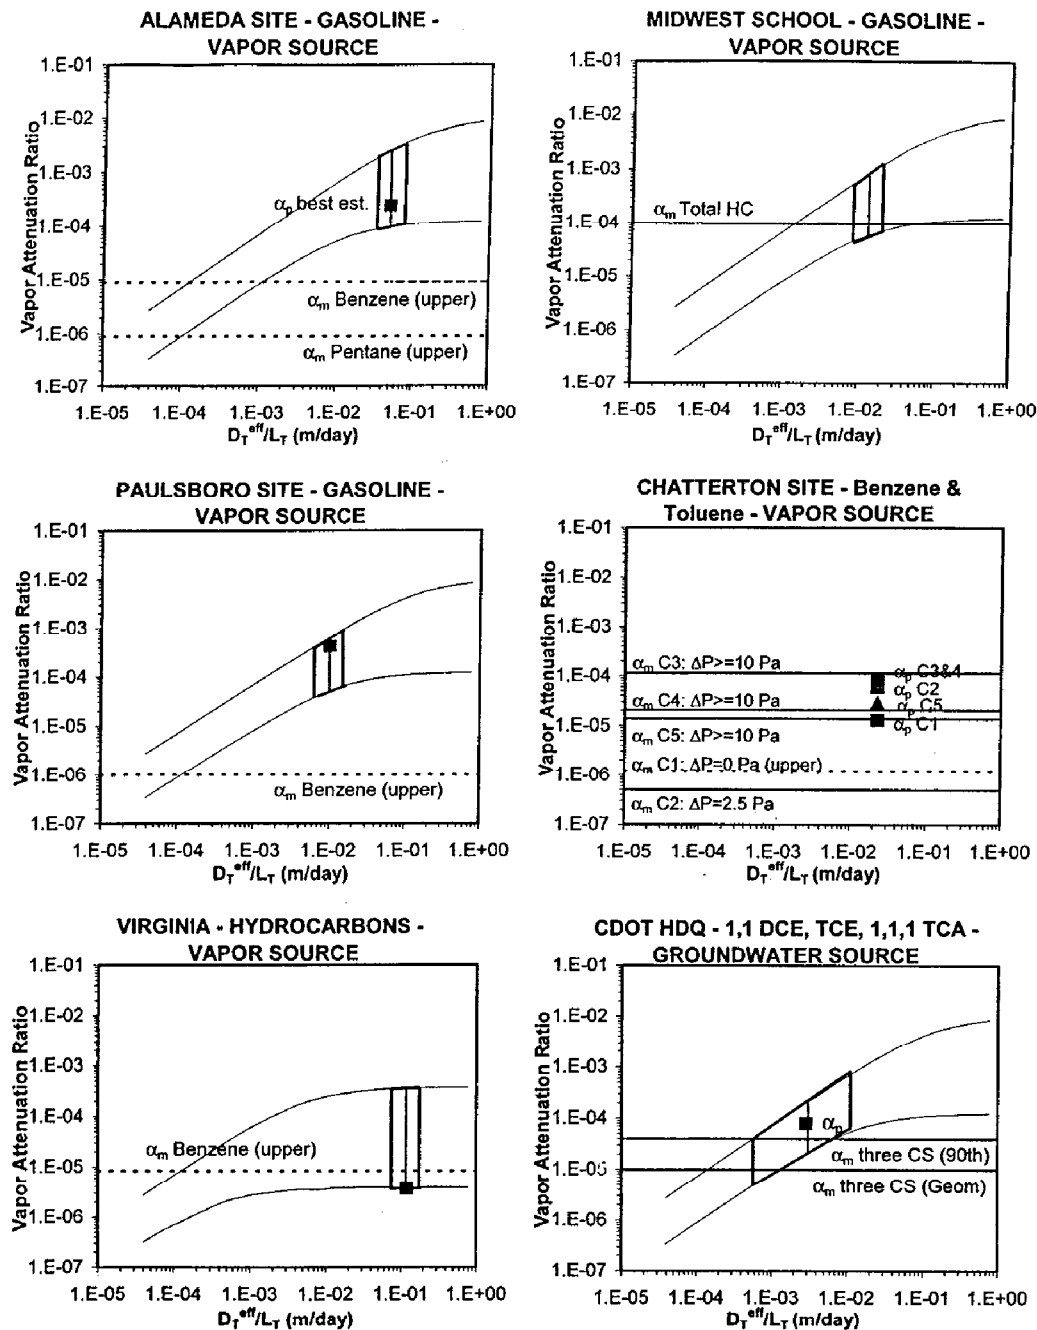 ALAMEDA SITE - GASOLINE -
VAPOR SOURCE
Vapor Attenuation Ratio
1.E-01
1.E-02
1.E-03
1.E-04
1.E-05
1.E-06
1.E-07
αp best est.
αm Benzene (upper)
αm Pentane (upper)
1.E-05 1.E-04 1.E-03 1.E-02 1.E-01 1.E+00
DT^eff/LT (m/day)
MIDWEST SCHOOL - GASOLINE -
VAPOR SOURCE
Vapor Attenuation Ratio
1.E-01
1.E-02
1.E-03
1.E-04
1.E-05
1.E-06
1.E-07
αm Total HC
1.E-05 1.E-04 1.E-03 1.E-02 1.E-01 1.E+00
DT^eff/LT (m/day)
PAULSBORO SITE - GASOLINE -
VAPOR SOURCE
Vapor Attenuation Ratio
1.E-01
1.E-02
1.E-03
1.E-04
1.E-05
1.E-06
1.E-07
αm Benzene (upper)
1.E-05 1.E-04 1.E-03 1.E-02 1.E-01 1.E+00
DT^eff/LT (m/day)
CHATTERTON SITE - Benzene &
Toluene - VAPOR SOURCE
Vapor Attenuation Ratio
1.E-01
1.E-02
1.E-03
1.E-04
1.E-05
1.E-06
1.E-07
αm C3: ΔP>=10 Pa
αp C3&4
αp C2
αm C4: ΔP>=10 Pa
αp C5
αp C1
αm C5: ΔP>=10 Pa
αm C1: ΔP=0 Pa (upper)
αm C2: ΔP=2.5 Pa
1.E-05 1.E-04 1.E-03 1.E-02 1.E-01 1.E+00
DT^eff/LT (m/day)
VIRGINIA - HYDROCARBONS -
VAPOR SOURCE
Vapor Attenuation Ratio
1.E-01
1.E-02
1.E-03
1.E-04
1.E-05
1.E-06
1.E-07
αm Benzene (upper)
1.E-05 1.E-04 1.E-03 1.E-02 1.E-01 1.E+00
DT^eff/LT (m/day)
CDOT HDQ - 1,1 DCE, TCE, 1,1,1 TCA -
GROUNDWATER SOURCE
Vapor Attenuation Ratio
1.E-01
1.E-02
1.E-03
1.E-04
1.E-05
1.E-06
1.E-07
αp
αm three CS (90th)
αm three CS (Geom)
1.E-05 1.E-04 1.E-03 1.E-02 1.E-01 1.E+00
DT^eff/LT (m/day)